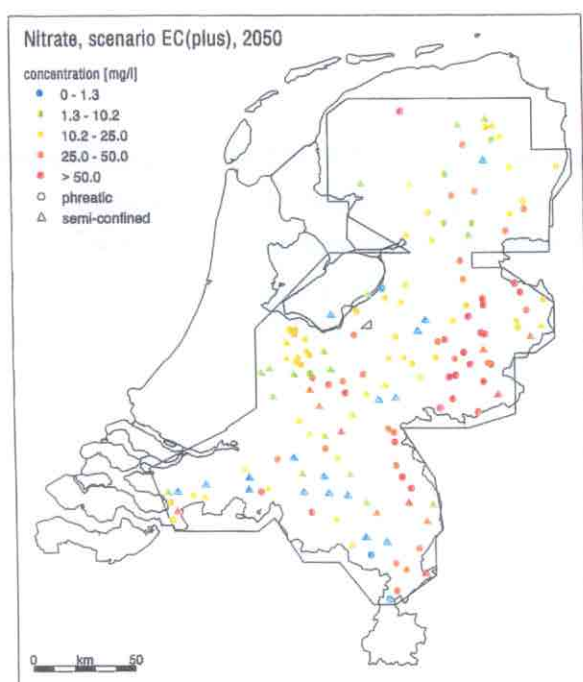 Nitrate, scenario EC(plus), 2050
concentration [mg/l]
0 - 1.3
1.3 - 10.2
10.2 - 25.0
25.0 - 50.0
> 50.0
phreatic
semi-confined
0 km 50